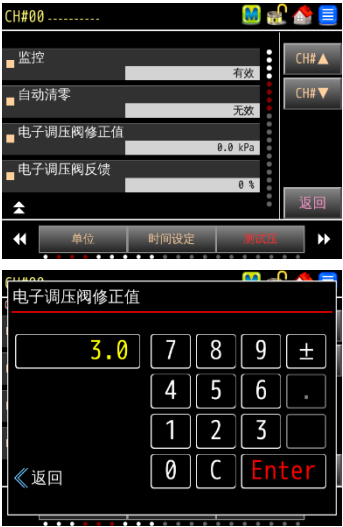 CH#00 ----------
M
监控
有效
CH#▲
自动清零
无效
CH#▼
电子调压阀修正值
0.0 kPa
电子调压阀反馈
0 %
返回
单位
时间设定
测试压
电子调压阀修正值
3.0
7 8 9 ±
4 5 6 .
1 2 3
0 C Enter
返回